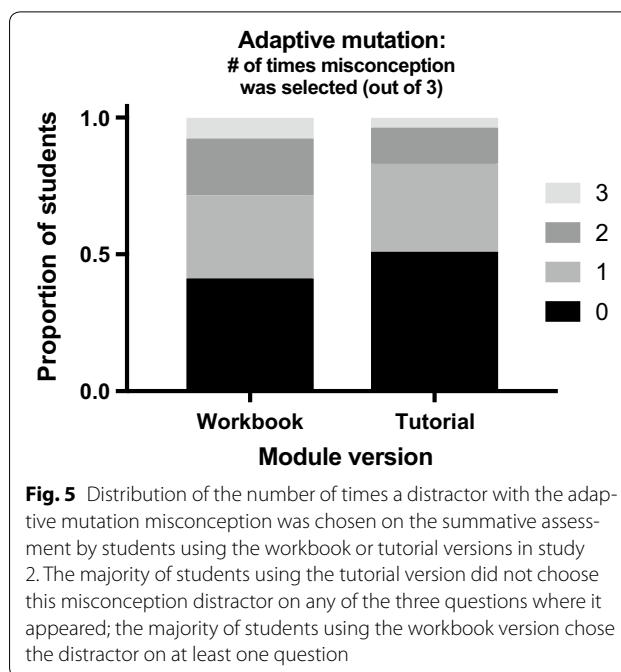 Adaptive mutation:
# of times misconception
was selected (out of 3)
1.0
0.5
0.0
Proportion of students
3
2
1
0
Workbook
Tutorial
Module version
Fig. 5 Distribution of the number of times a distractor with the adap-
tive mutation misconception was chosen on the summative assess-
ment by students using the workbook or tutorial versions in study
2. The majority of students using the tutorial version did not choose
this misconception distractor on any of the three questions where it
appeared; the majority of students using the workbook version chose
the distractor on at least one question